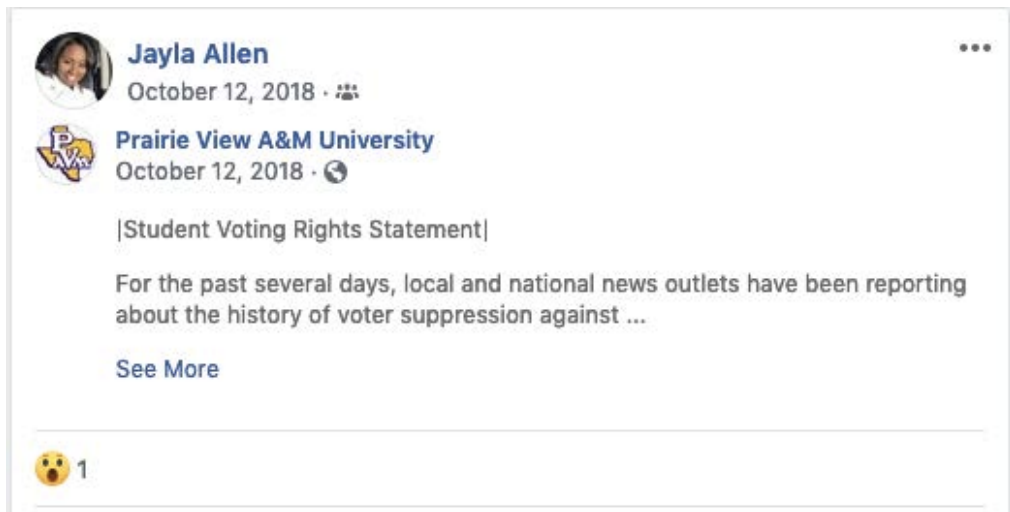 Jayla Allen
October 12, 2018 ·
Prairie View A&M University
P
AVM
October 12, 2018 ·
|Student Voting Rights Statement|
For the past several days, local and national news outlets have been reporting
about the history of voter suppression against ...
See More
1